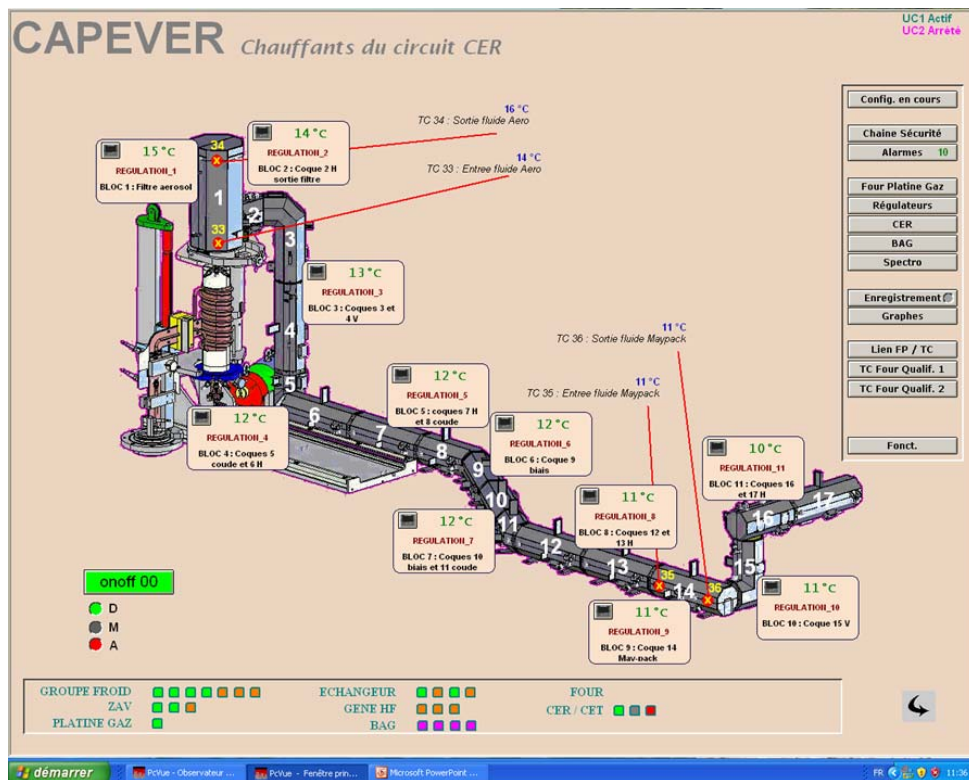 UC1 Actif
UC2 Arrèté
CAPEVER Chauffants du circuit CER
Config. en cours
Chaine Sécurité
Alarmes 10
Four Platine Gaz
Régulateurs
CER
BAG
Spectro
Enregistrement
Graphes
Lien FP / TC
TC Four Qualif. 1
TC Four Qualif. 2
Fonct.
16 °C
TC 34 : Sortie fluide Aero
14 °C
TC 33 : Entree fluide Aero
15°C
REGULATION_1
BLOC 1 : Filtre aerosol
14°C
REGULATION_2
BLOC 2 : Coque 2 H
sortie filtre
34
1
33
2
3
13°C
REGULATION_3
BLOC 3 : Coques 3 et
4 V
4
5
11 °C
TC 36 : Sortie fluide Maypack
11 °C
TC 35 : Entree fluide Maypack
12°C
REGULATION_4
BLOC 4 : Coques 5
coude et 6 H
6
7
8
12°C
REGULATION_5
BLOC 5 : coques 7 H
et 8 coude
12°C
REGULATION_6
BLOC 6 : Coque 9
biais
9
10
11
12°C
REGULATION_7
BLOC 7 : Coques 10
biais et 11 coude
11°C
REGULATION_8
BLOC 8 : Coques 12 et
13 H
12
13
35
14
36
11°C
REGULATION_9
BLOC 9 : Coque 14
May-pack
10°C
REGULATION_11
BLOC 11 : Coques 16
et 17 H
16
17
15
11°C
REGULATION_10
BLOC 10 : Coque 15 V
onoff 00
D
M
A
GROUPE FROID
ZAV
PLATINE GAZ
ECHANGEUR
GENE HF
BAG
FOUR
CER / CET
démarrer
PcVue - Observateur ...
PcVue - Fenêtre prin...
Microsoft PowerPoint ...
FR
11:36